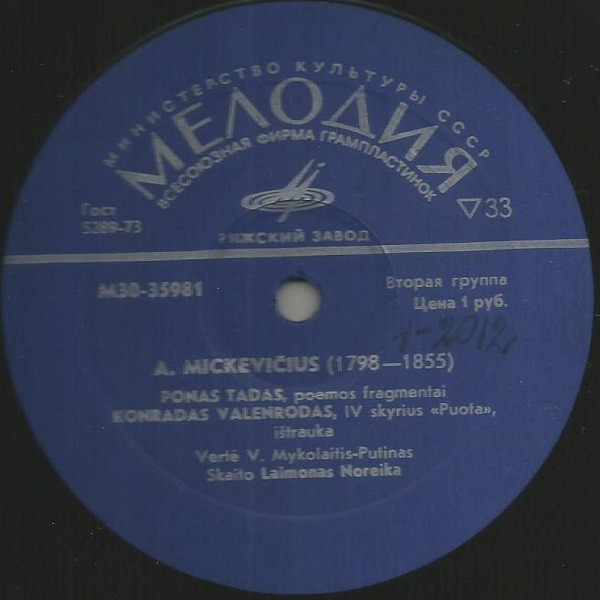 МИНИСТЕРСТВО КУЛЬТУРЫ СССР
МЕЛОДИЯ
ВСЕСОЮЗНАЯ ФИРМА ГРАМПЛАСТИНОК
Гост
5289-73
▽33
РИЖСКИЙ ЗАВОД
М30-35981
Вторая группа
Цена 1 руб.
A. MICKEVIČIUS (1798—1855)
PONAS TADAS, poemos fragmentai
KONRADAS VALENRODAS, IV skyrius «Puota»,
ištrauka
Vertė V. Mykolaitis-Putinas
Skaito Laimonas Noreika